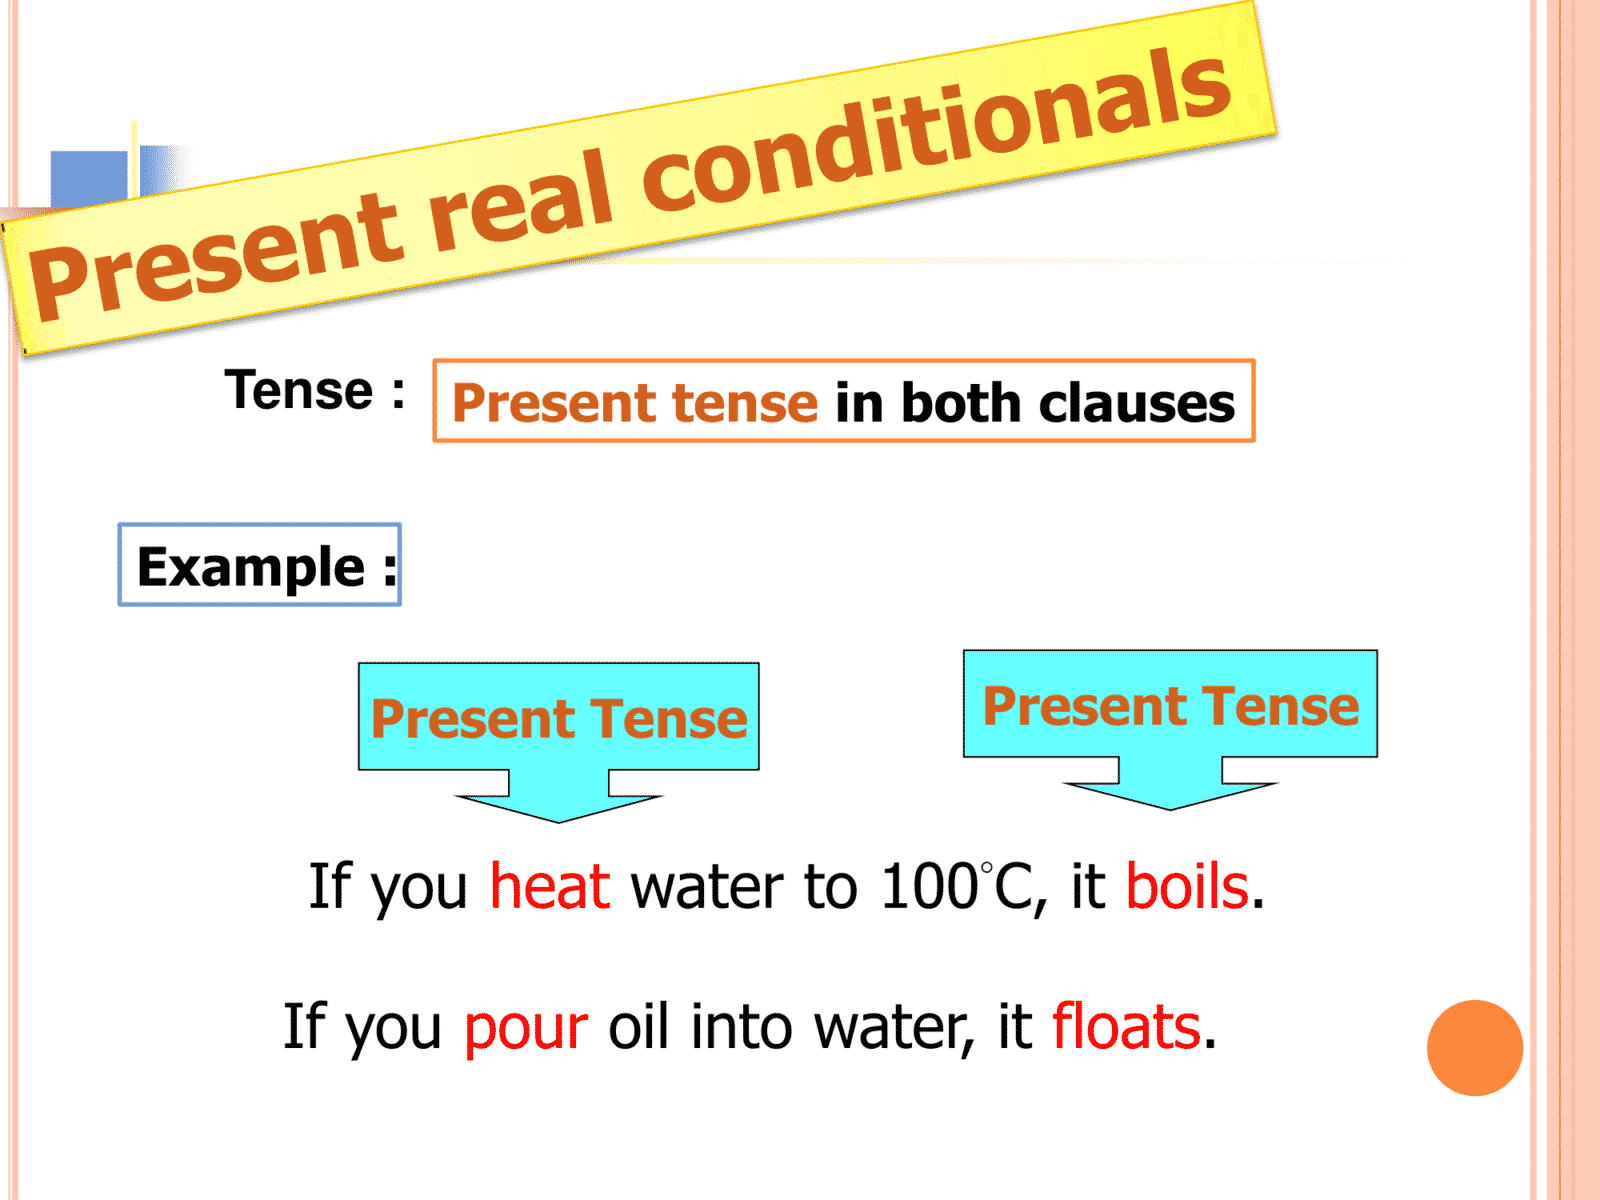 Present real conditionals
Tense : Present tense in both clauses
Example :
Present Tense Present Tense
If you heat water to 100°C, it boils.
If you pour oil into water, it floats.